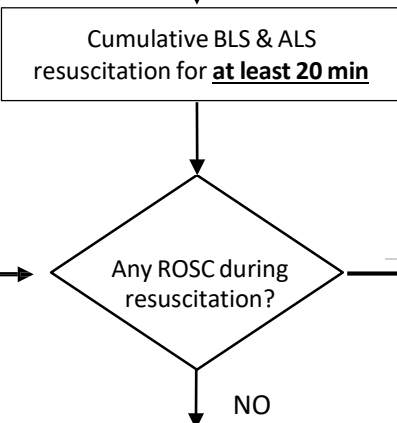 Cumulative BLS & ALS
resuscitation for at least 20 min
Any ROSC during
resuscitation?
NO